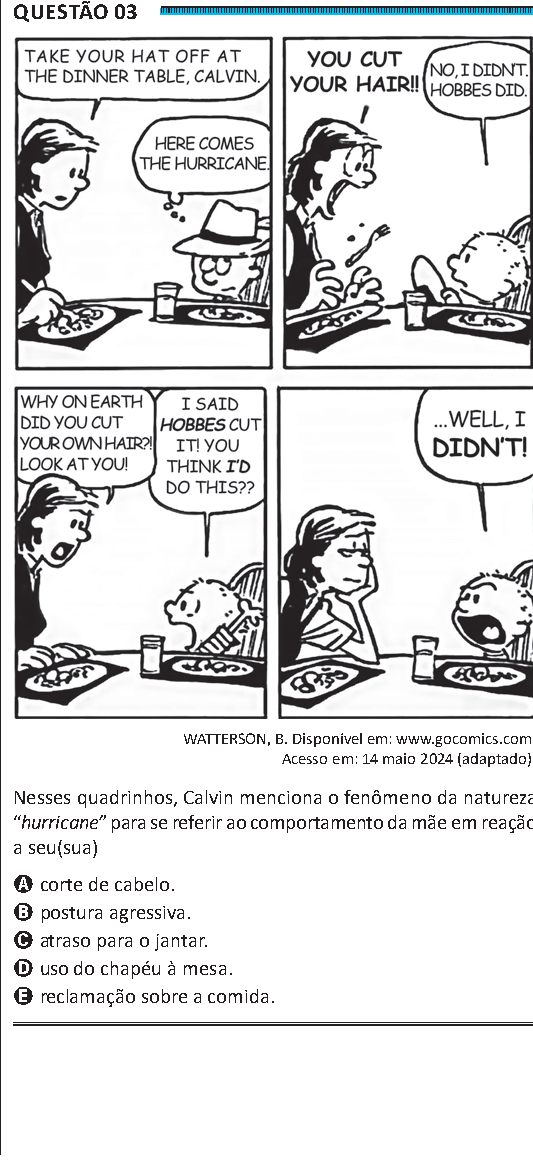 QUESTÃO 03
TAKE YOUR HAT OFF AT
THE DINNER TABLE, CALVIN.
HERE COMES
THE HURRICANE.
YOU CUT
YOUR HAIR!!
NO, I DIDN'T.
HOBBES DID.
WHY ON EARTH
DID YOU CUT
YOUR OWN HAIR?!
LOOK AT YOU!
I SAID
HOBBES CUT
IT! YOU
THINK I'D
DO THIS??
...WELL, I
DIDN'T!
WATTERSON, B. Disponível em: www.gocomics.com
Acesso em: 14 maio 2024 (adaptado)
Nesses quadrinhos, Calvin menciona o fenômeno da natureza
“hurricane” para se referir ao comportamento da mãe em reação
a seu(sua)
A corte de cabelo.
B postura agressiva.
C atraso para o jantar.
D uso do chapéu à mesa.
E reclamação sobre a comida.